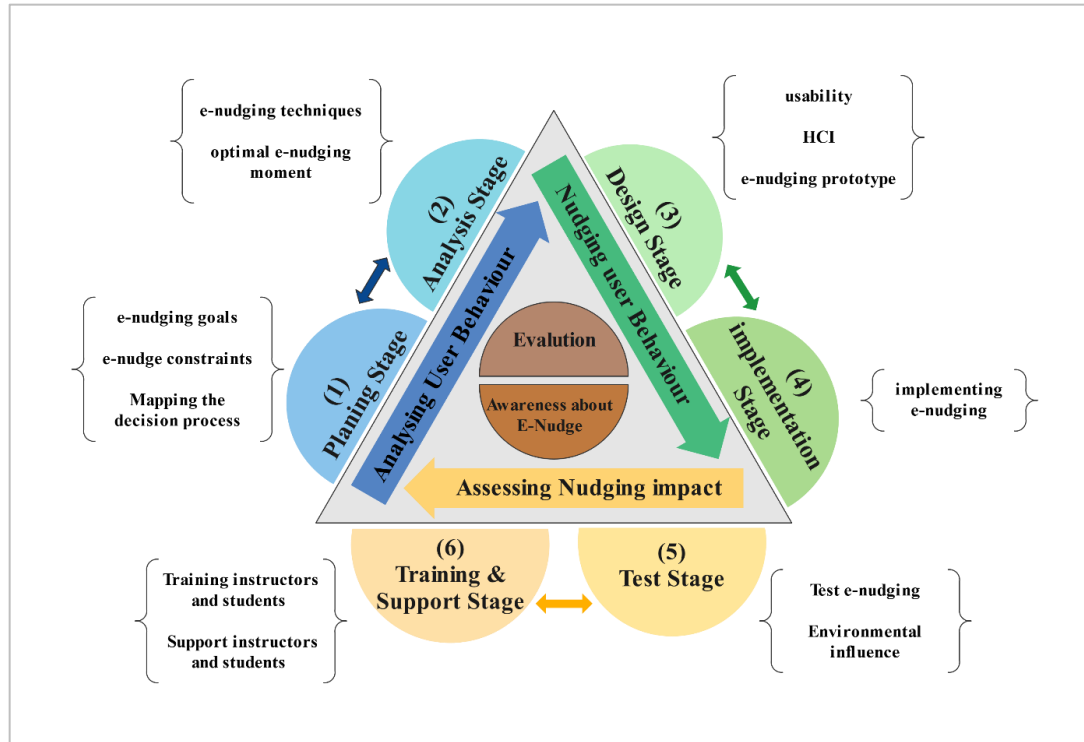 e-nudging techniques
optimal e-nudging
moment
usability
HCI
e-nudging prototype
(2)
Analysis Stage
(3)
Design Stage
Analysing User Behaviour
Nudging user Behaviour
e-nudging goals
e-nudge constraints
Mapping the
decision process
(1)
Planing Stage
Evalution
Awareness about
E-Nudge
(4)
implementation
Stage
implementing
e-nudging
Assessing Nudging impact
(6)
Training &
Support Stage
(5)
Test Stage
Training instructors
and students
Support instructors
and students
Test e-nudging
Environmental
influence